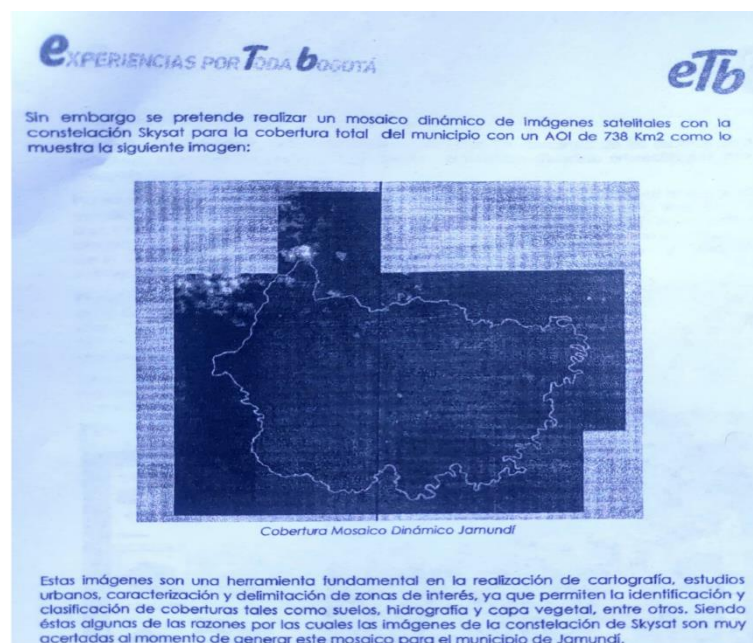 eXPERIENCIAS POR TODA bOGOTÁ
eTb
Sin embargo se pretende realizar un mosaico dinámico de imágenes satelitales con la
constelación Skysat para la cobertura total del municipio con un AOI de 738 Km2 como lo
muestra la siguiente imagen:
Cobertura Mosaico Dinámico Jamundí
Estas imágenes son una herramienta fundamental en la realización de cartografía, estudios
urbanos, caracterización y delimitación de zonas de interés, ya que permiten la identificación y
clasificación de coberturas tales como suelos, hidrografía y capa vegetal, entre otros. Siendo
éstas algunas de las razones por las cuales las imágenes de la constelación de Skysat son muy
acertadas al momento de generar este mosaico para el municipio de Jamundí.